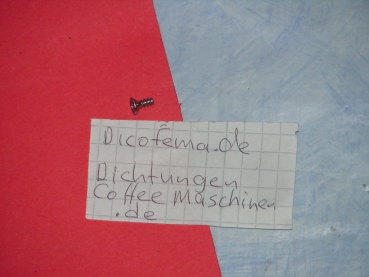 Dicofema.de
Dichtungen
Coffee Maschinen
.de